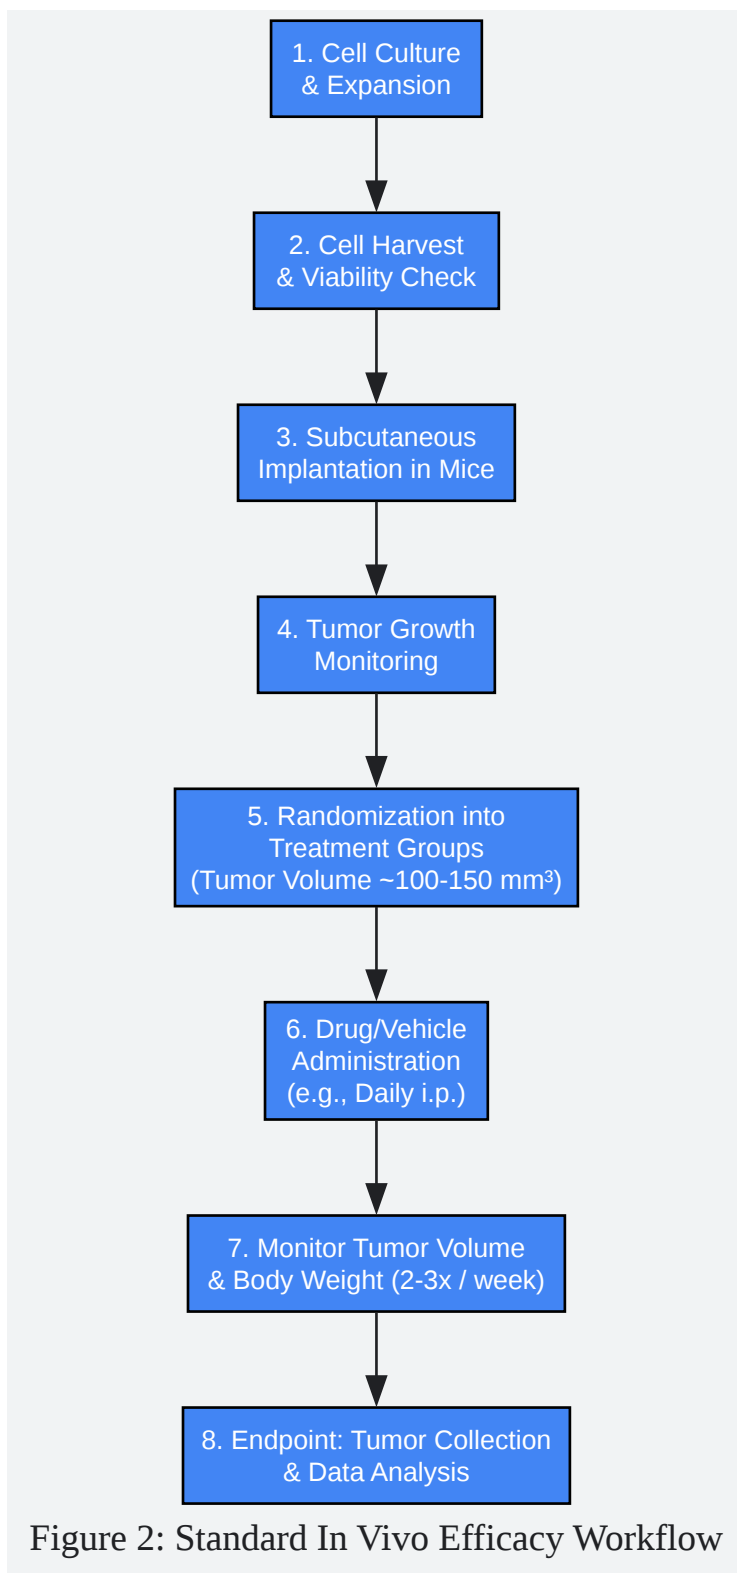 1. Cell Culture
& Expansion
2. Cell Harvest
& Viability Check
3. Subcutaneous
Implantation in Mice
4. Tumor Growth
Monitoring
5. Randomization into
Treatment Groups
(Tumor Volume ~100-150 mm³)
6. Drug/Vehicle
Administration
(e.g., Daily i.p.)
7. Monitor Tumor Volume
& Body Weight (2-3x / week)
8. Endpoint: Tumor Collection
& Data Analysis
Figure 2: Standard In Vivo Efficacy Workflow